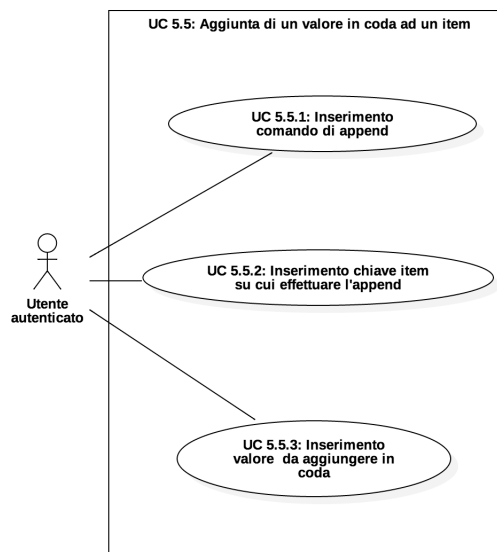 UC 5.5: Aggiunta di un valore in coda ad un item
UC 5.5.1: Inserimento
comando di append
UC 5.5.2: Inserimento chiave item
su cui effettuare l'append
Utente
autenticato
UC 5.5.3: Inserimento
valore  da aggiungere in
coda